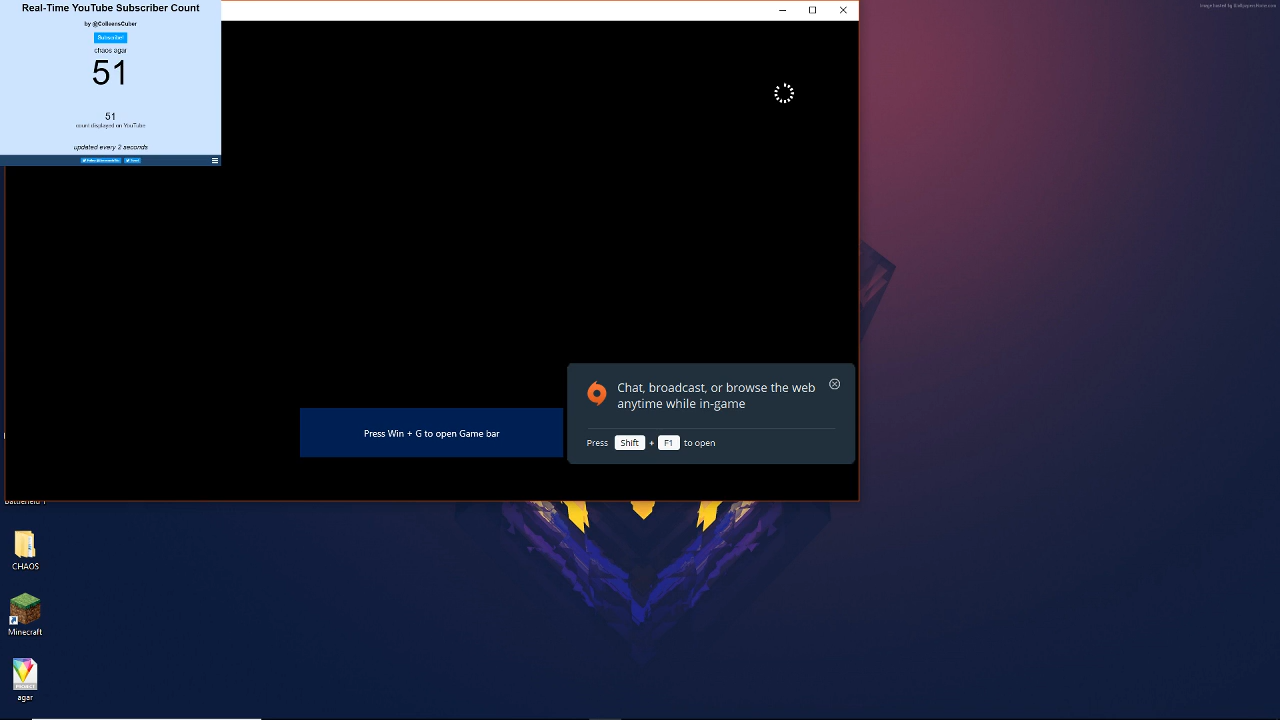 Real-Time YouTube Subscriber Count
by @ColleensCuber
Subscribe!
chaos agar
51
51
count displayed on YouTube
updated every 2 seconds
Chat, broadcast, or browse the web
anytime while in-game
Press Shift + F1 to open
Press Win + G to open Game bar
CHAOS
Minecraft
PROJECT
agar